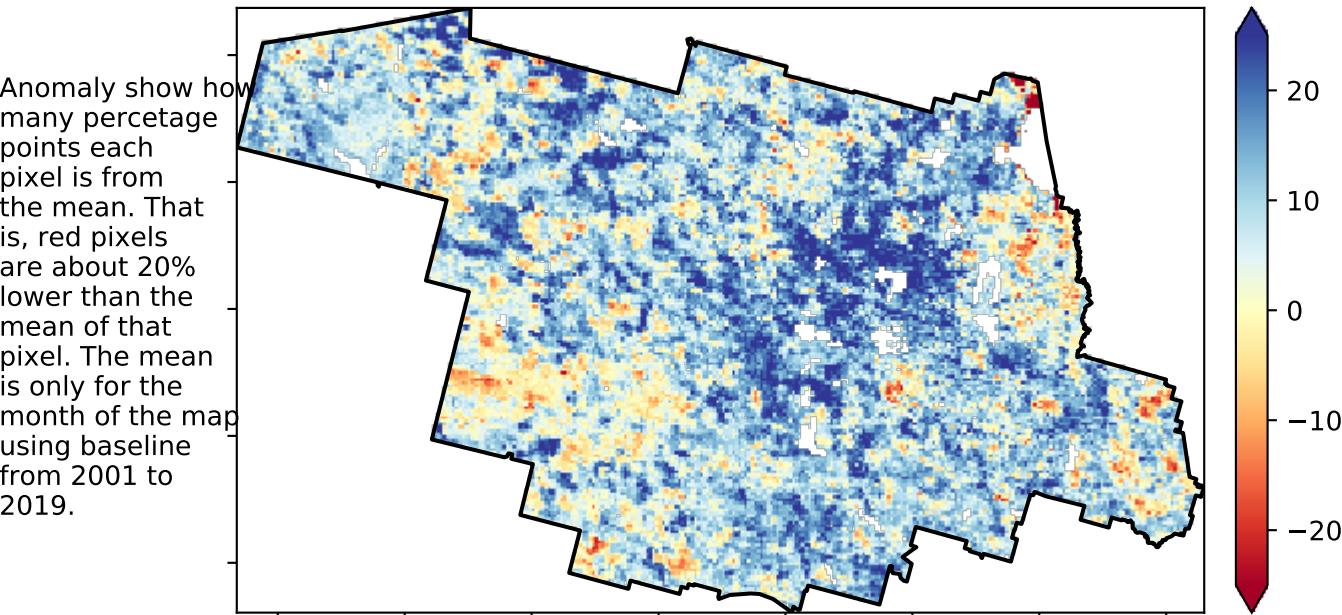 Anomaly show how
many percetage
points each
pixel is from
the mean. That
is, red pixels
are about 20%
lower than the
mean of that
pixel. The mean
is only for the
month of the map
using baseline
from 2001 to
2019.
20
10
0
−10
−20